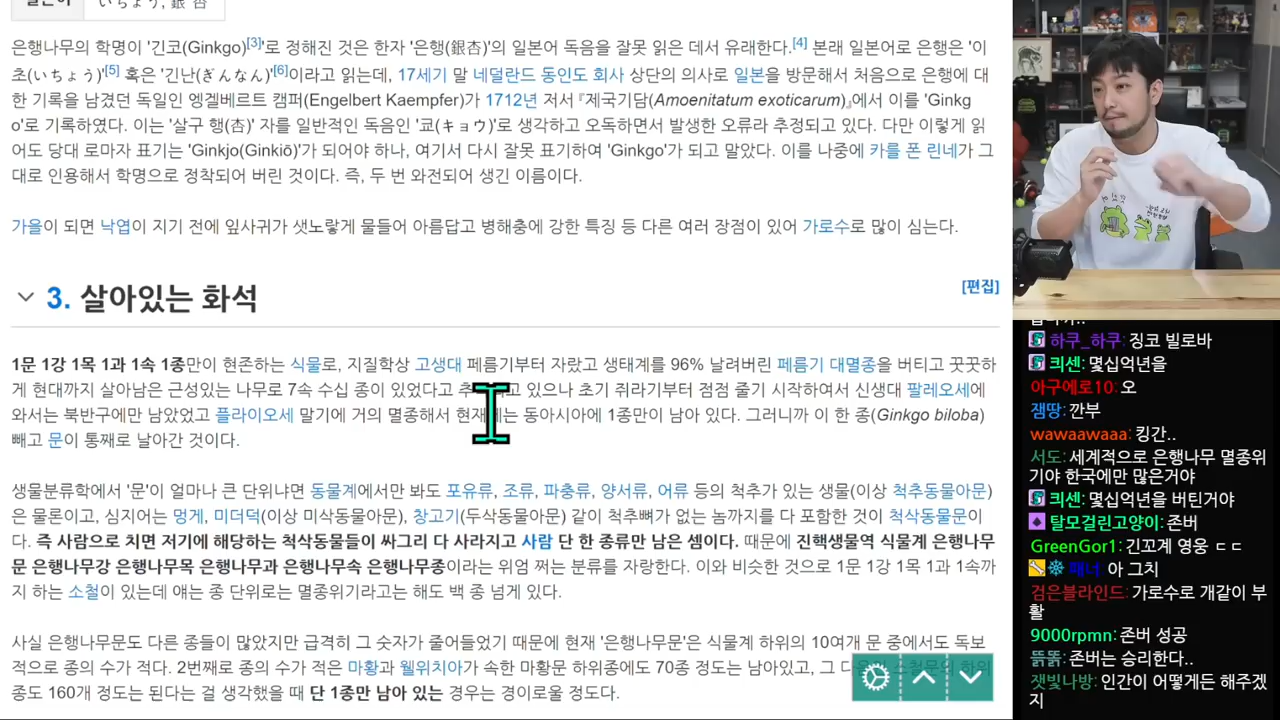 いちょう, 銀 杏
은행나무의 학명이 '긴코(Ginkgo)[3]'로 정해진 것은 한자 '은행(銀杏)'의 일본어 독음을 잘못 읽은 데서 유래한다.[4] 본래 일본어로 은행은 '이
초(いちょう)'[5] 혹은 '긴난(ぎんなん)'[6]이라고 읽는데, 17세기 말 네덜란드 동인도 회사 상단의 의사로 일본을 방문해서 처음으로 은행에 대
한 기록을 남겼던 독일인 엥겔베르트 캠퍼(Engelbert Kaempfer)가 1712년 저서 『제국기담(Amoenitatum exoticarum)』에서 이를 'Ginkg
o'로 기록하였다. 이는 '살구 행(杏)' 자를 일반적인 독음인 '쿄(キョウ)'로 생각하고 오독하면서 발생한 오류라 추정되고 있다. 다만 이렇게 읽
어도 당대 로마자 표기는 'Ginkjo(Ginkiō)'가 되어야 하나, 여기서 다시 잘못 표기하여 'Ginkgo'가 되고 말았다. 이를 나중에 카를 폰 린네가 그
대로 인용해서 학명으로 정착되어 버린 것이다. 즉, 두 번 와전되어 생긴 이름이다.
가을이 되면 낙엽이 지기 전에 잎사귀가 샛노랗게 물들어 아름답고 병해충에 강한 특징 등 다른 여러 장점이 있어 가로수로 많이 심는다.
3. 살아있는 화석
[편집]
1문 1강 1목 1과 1속 1종만이 현존하는 식물로, 지질학상 고생대 페름기부터 자랐고 생태계를 96% 날려버린 페름기 대멸종을 버티고 꿋꿋하
게 현대까지 살아남은 근성있는 나무로 7속 수십 종이 있었다고 있으나 초기 쥐라기부터 점점 줄기 시작하여서 신생대 팔레오세에
와서는 북반구에만 남았었고 플라이오세 말기에 거의 멸종해서 현재 는 동아시아에 1종만이 남아 있다. 그러니까 이 한 종(Ginkgo biloba)
빼고 문이 통째로 날아간 것이다.
생물분류학에서 '문'이 얼마나 큰 단위냐면 동물계에서만 봐도 포유류, 조류, 파충류, 양서류, 어류 등의 척추가 있는 생물(이상 척추동물아문)
은 물론이고, 심지어는 멍게, 미더덕(이상 미삭동물아문), 창고기(두삭동물아문) 같이 척추뼈가 없는 놈까지를 다 포함한 것이 척삭동물문이
다. 즉 사람으로 치면 저기에 해당하는 척삭동물들이 싸그리 다 사라지고 사람 단 한 종류만 남은 셈이다. 때문에 진핵생물역 식물계 은행나무
문 은행나무강 은행나무목 은행나무과 은행나무속 은행나무종이라는 위엄 쩌는 분류를 자랑한다. 이와 비슷한 것으로 1문 1강 1목 1과 1속까
지 하는 소철이 있는데 얘는 종 단위로는 멸종위기라고는 해도 백 종 넘게 있다.
사실 은행나무문도 다른 종들이 많았지만 급격히 그 숫자가 줄어들었기 때문에 현재 '은행나무문'은 식물계 하위의 10여개 문 중에서도 독보
적으로 종의 수가 적다. 2번째로 종의 수가 적은 마황과 웰위치아가 속한 마황문 하위종에도 70종 정도는 남아있고, 그 다음 소철문의 하위
종도 160개 정도는 된다는 걸 생각했을 때 단 1종만 남아 있는 경우는 경이로울 정도다.
하쿠_하쿠: 징코 빌로바
킈센: 몇십억년을
아구에로10: 오
잼땅: 깐부
wawaawaaa: 킹간..
서도: 세계적으로 은행나무 멸종위
기야 한국에만 많은거야
킈센: 몇십억년을 버틴거야
탈모걸린고양이: 존버
GreenGor1: 긴꼬계 영웅 ㄷㄷ
매너: 아 그치
검은블라인드: 가로수로 개같이 부
활
9000rpmn: 존버 성공
뜕뚥: 존버는 승리한다..
잿빛나방: 인간이 어떻게든 해주겠
지